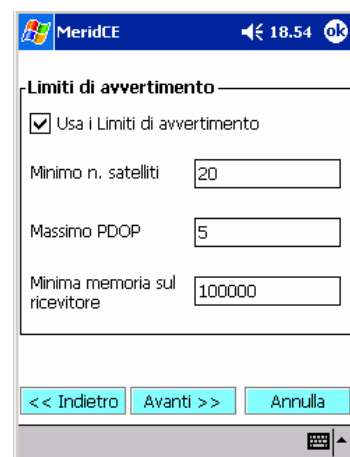 MeridCE 18.54 ok
Limiti di avvertimento
Usa i Limiti di avvertimento
Minimo n. satelliti 20
Massimo PDOP 5
Minima memoria sul
ricevitore 100000
<< Indietro Avanti >> Annulla